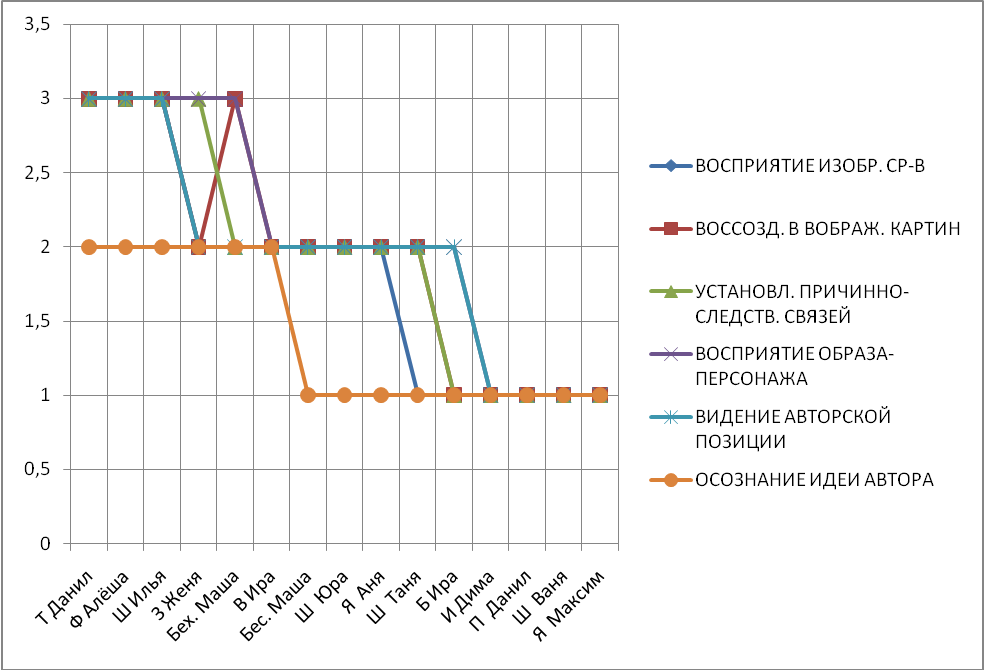 3,5
3
2,5
2
1,5
1
0,5
0
Т Данил
Ф Алёша
Ш Илья
З Женя
Бех. Маша
В Ира
Бес. Маша
Ш Юра
Я Аня
Ш Таня
Б Ира
И Дима
П Данил
Ш Ваня
Я Максим
ВОСПРИЯТИЕ ИЗОБР. СР-В
ВОССОЗД. В ВОБРАЖ. КАРТИН
УСТАНОВЛ. ПРИЧИННО-
СЛЕДСТВ. СВЯЗЕЙ
ВОСПРИЯТИЕ ОБРАЗА-
ПЕРСОНАЖА
ВИДЕНИЕ АВТОРСКОЙ
ПОЗИЦИИ
ОСОЗНАНИЕ ИДЕИ АВТОРА